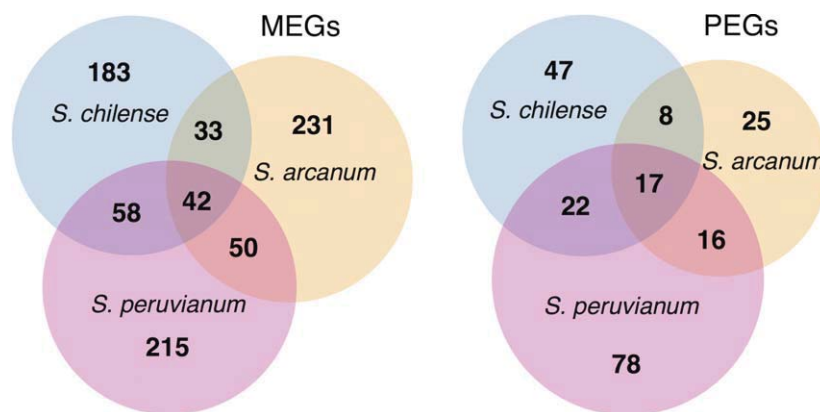 MEGs
183
S. chilense
33
231
S. arcanum
58
42
50
S. peruvianum
215
PEGs
47
S. chilense
8
25
S. arcanum
22
17
16
S. peruvianum
78